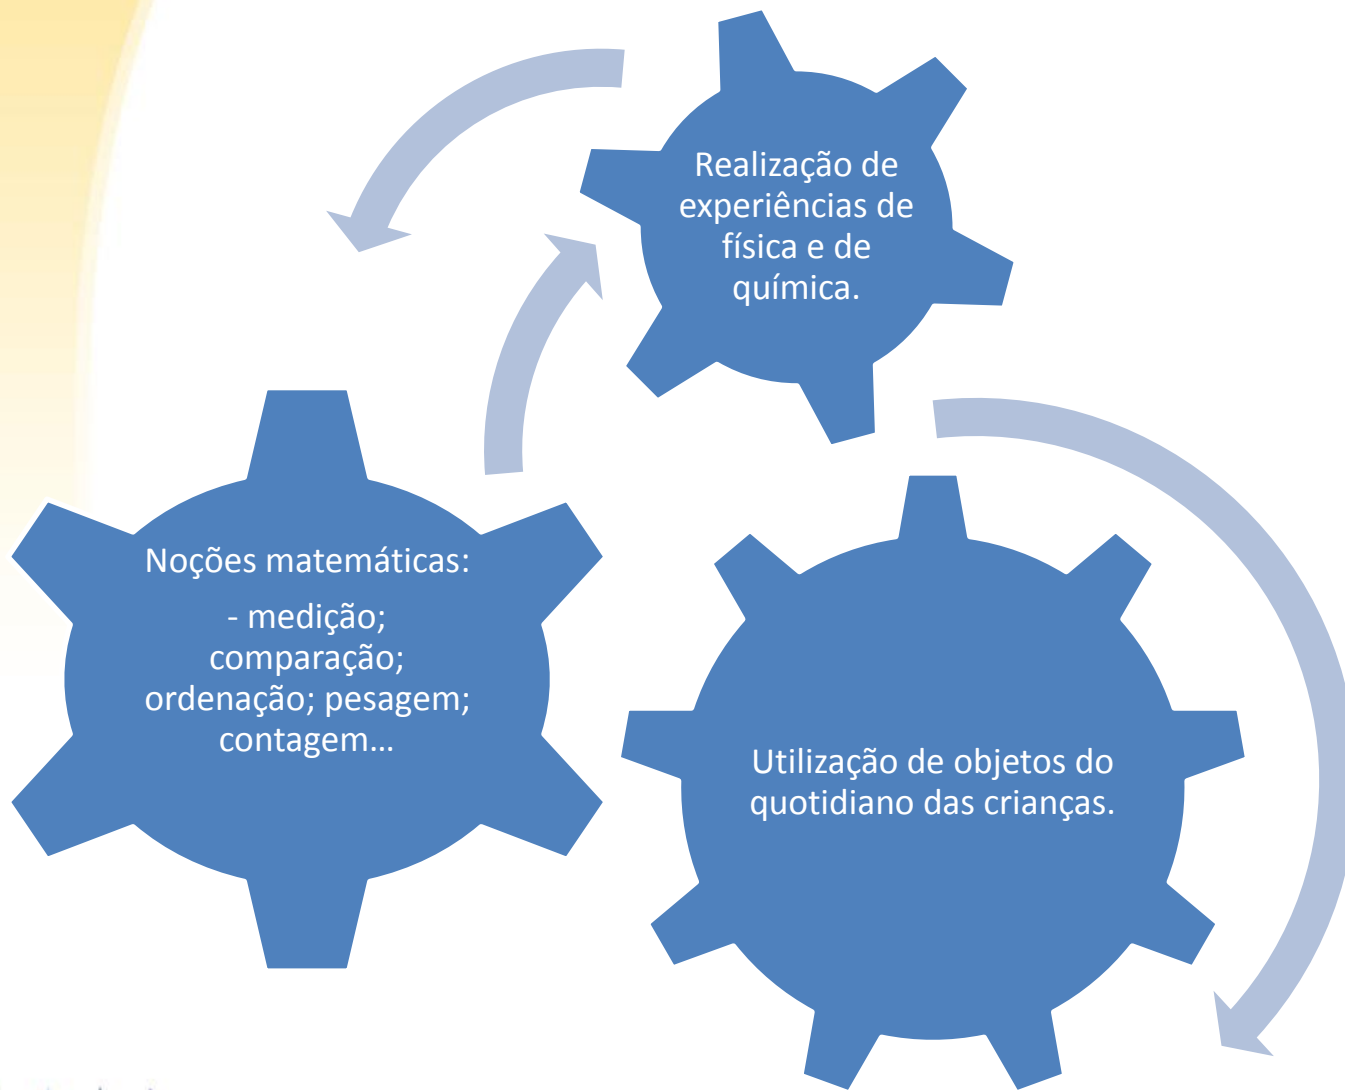 Realização de
experiências de
física e de
química.
Noções matemáticas:
- medição;
comparação;
ordenação; pesagem;
contagem...
Utilização de objetos do
quotidiano das crianças.